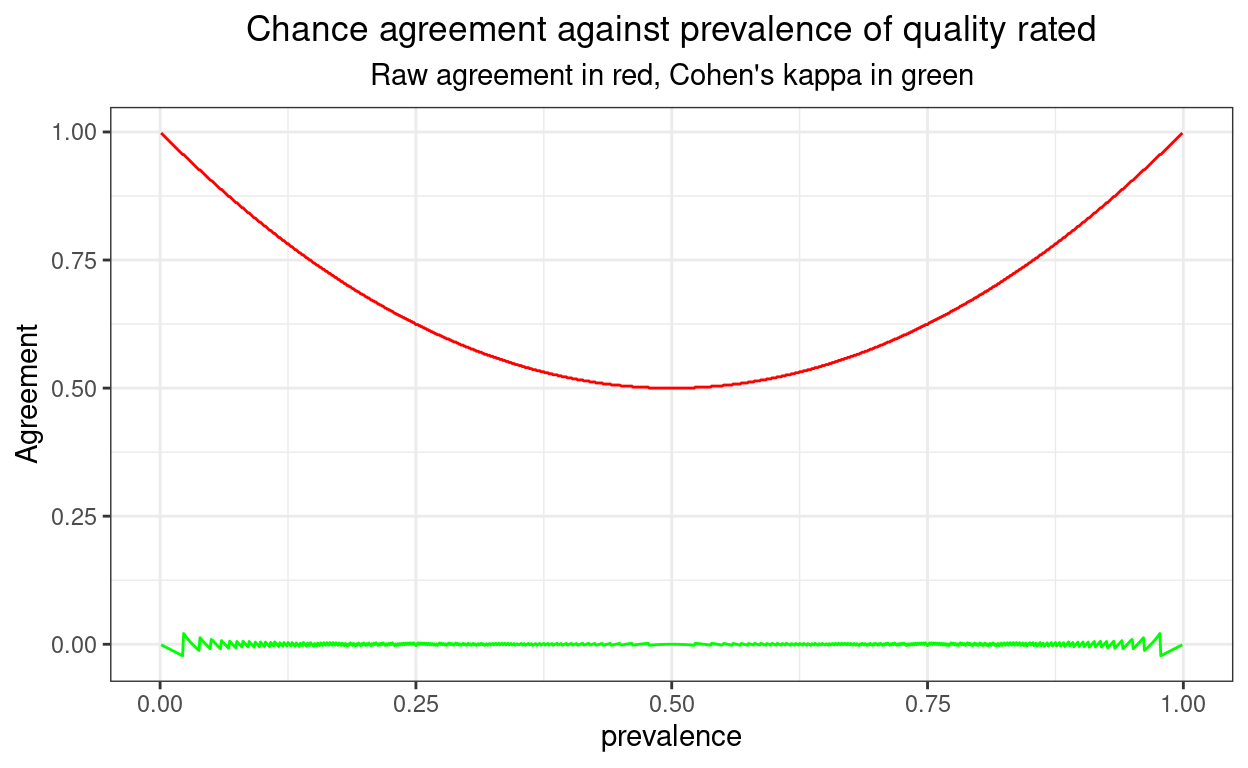 Chance agreement against prevalence of quality rated
Raw agreement in red, Cohen's kappa in green
Agreement
1.00
0.75
0.50
0.25
0.00
0.00 0.25 0.50 0.75 1.00
prevalence